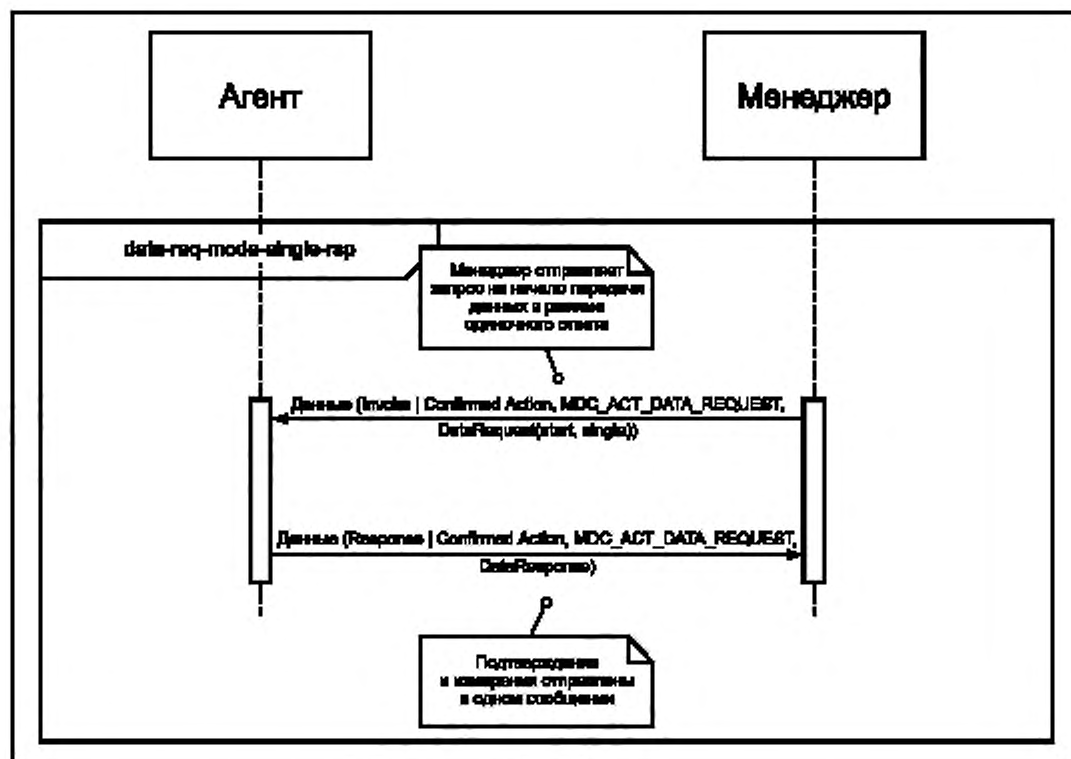 Агент
Менеджер
data-req-mode-single-rsp
Менеджер отправляет
запрос на начало передачи
данных в режиме
одиночного ответа
Данные (Invoke | Confirmed Action, MDC_ACT_DATA_REQUEST,
DataRequest(start, single))
Данные (Response | Confirmed Action, MDC_ACT_DATA_REQUEST,
DataResponse)
Подтверждение
и измерения отправлены
в одном сообщении